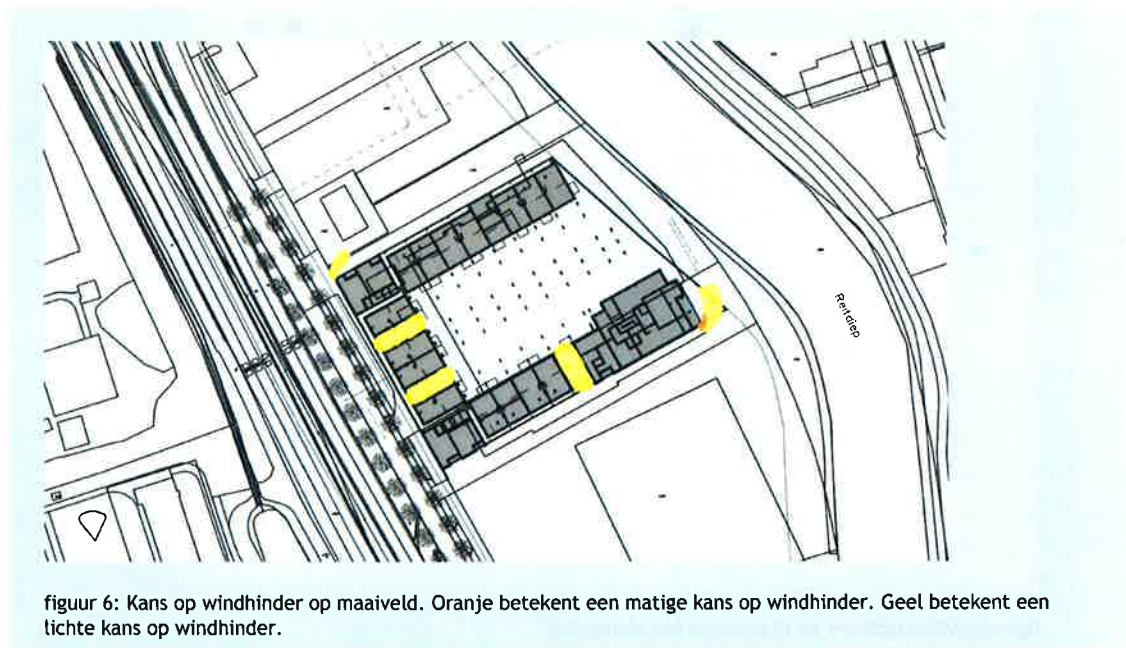 Reitdiep
figuur 6: Kans op windhinder op maaiveld. Oranje betekent een matige kans op windhinder. Geel betekent een
lichte kans op windhinder.